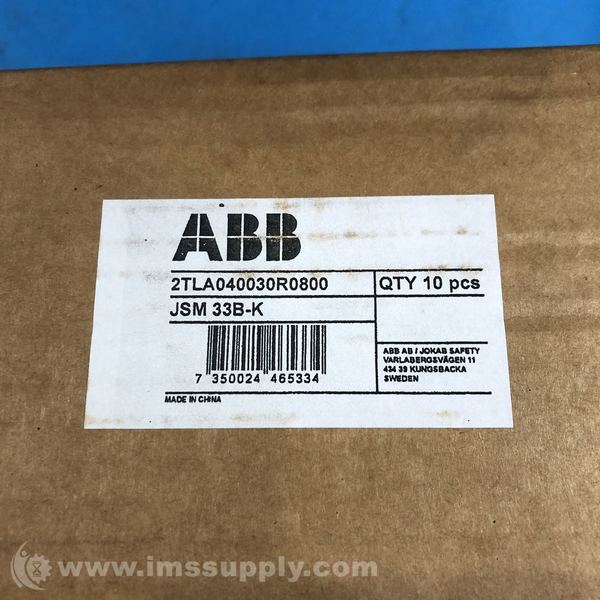 ABB
2TLA040030R0800
QTY 10 pcs
JSM 33B-K
7 350024 465334
ABB AB / JOKAB SAFETY
VARLABERGSVÄGEN 11
434 39 KUNGSBACKA
SWEDEN
MADE IN CHINA
www.imssupply.com